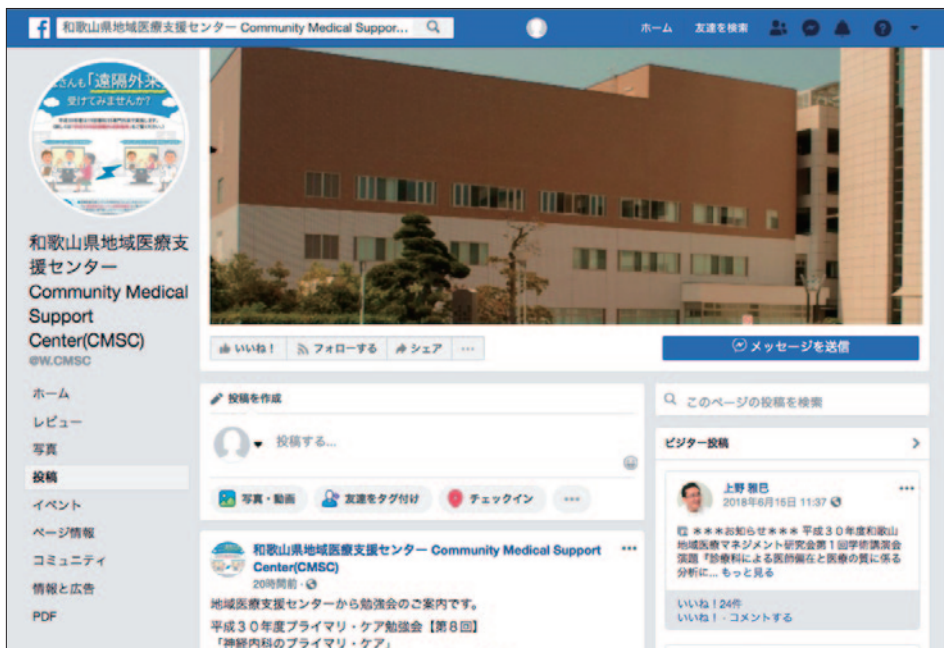 和歌山県地域医療支援センター Community Medical Suppor...
ホーム
友達を検索
さんも「遠隔外来
受けてみませんか?
和歌山県地域医療支
援センター
Community Medical
Support
Center(CMSC)
@W.CMSC
ホーム
レビュー
写真
投稿
イベント
ページ情報
コミュニティ
情報と広告
PDF
いいね！
フォローする
シェア
...
メッセージを送信
投稿を作成
投稿する...
写真・動画
友達をタグ付け
チェックイン
...
和歌山県地域医療支援センター Community Medical Support
Center(CMSC)
20時間前
地域医療支援センターから勉強会のご案内です。
平成３０年度プライマリ・ケア勉強会【第８回】
「神経内科のプライマリ・ケア」
このページの投稿を検索
ビジター投稿
上野 雅巳
2018年6月15日 11:37
＊＊＊お知らせ＊＊＊ 平成３０年度和歌山
地域医療マネジメント研究会第１回学術講演会
演題『診療科による医師偏在と医療の質に係る
分析に... もっと見る
いいね！24件
いいね！ · コメントする